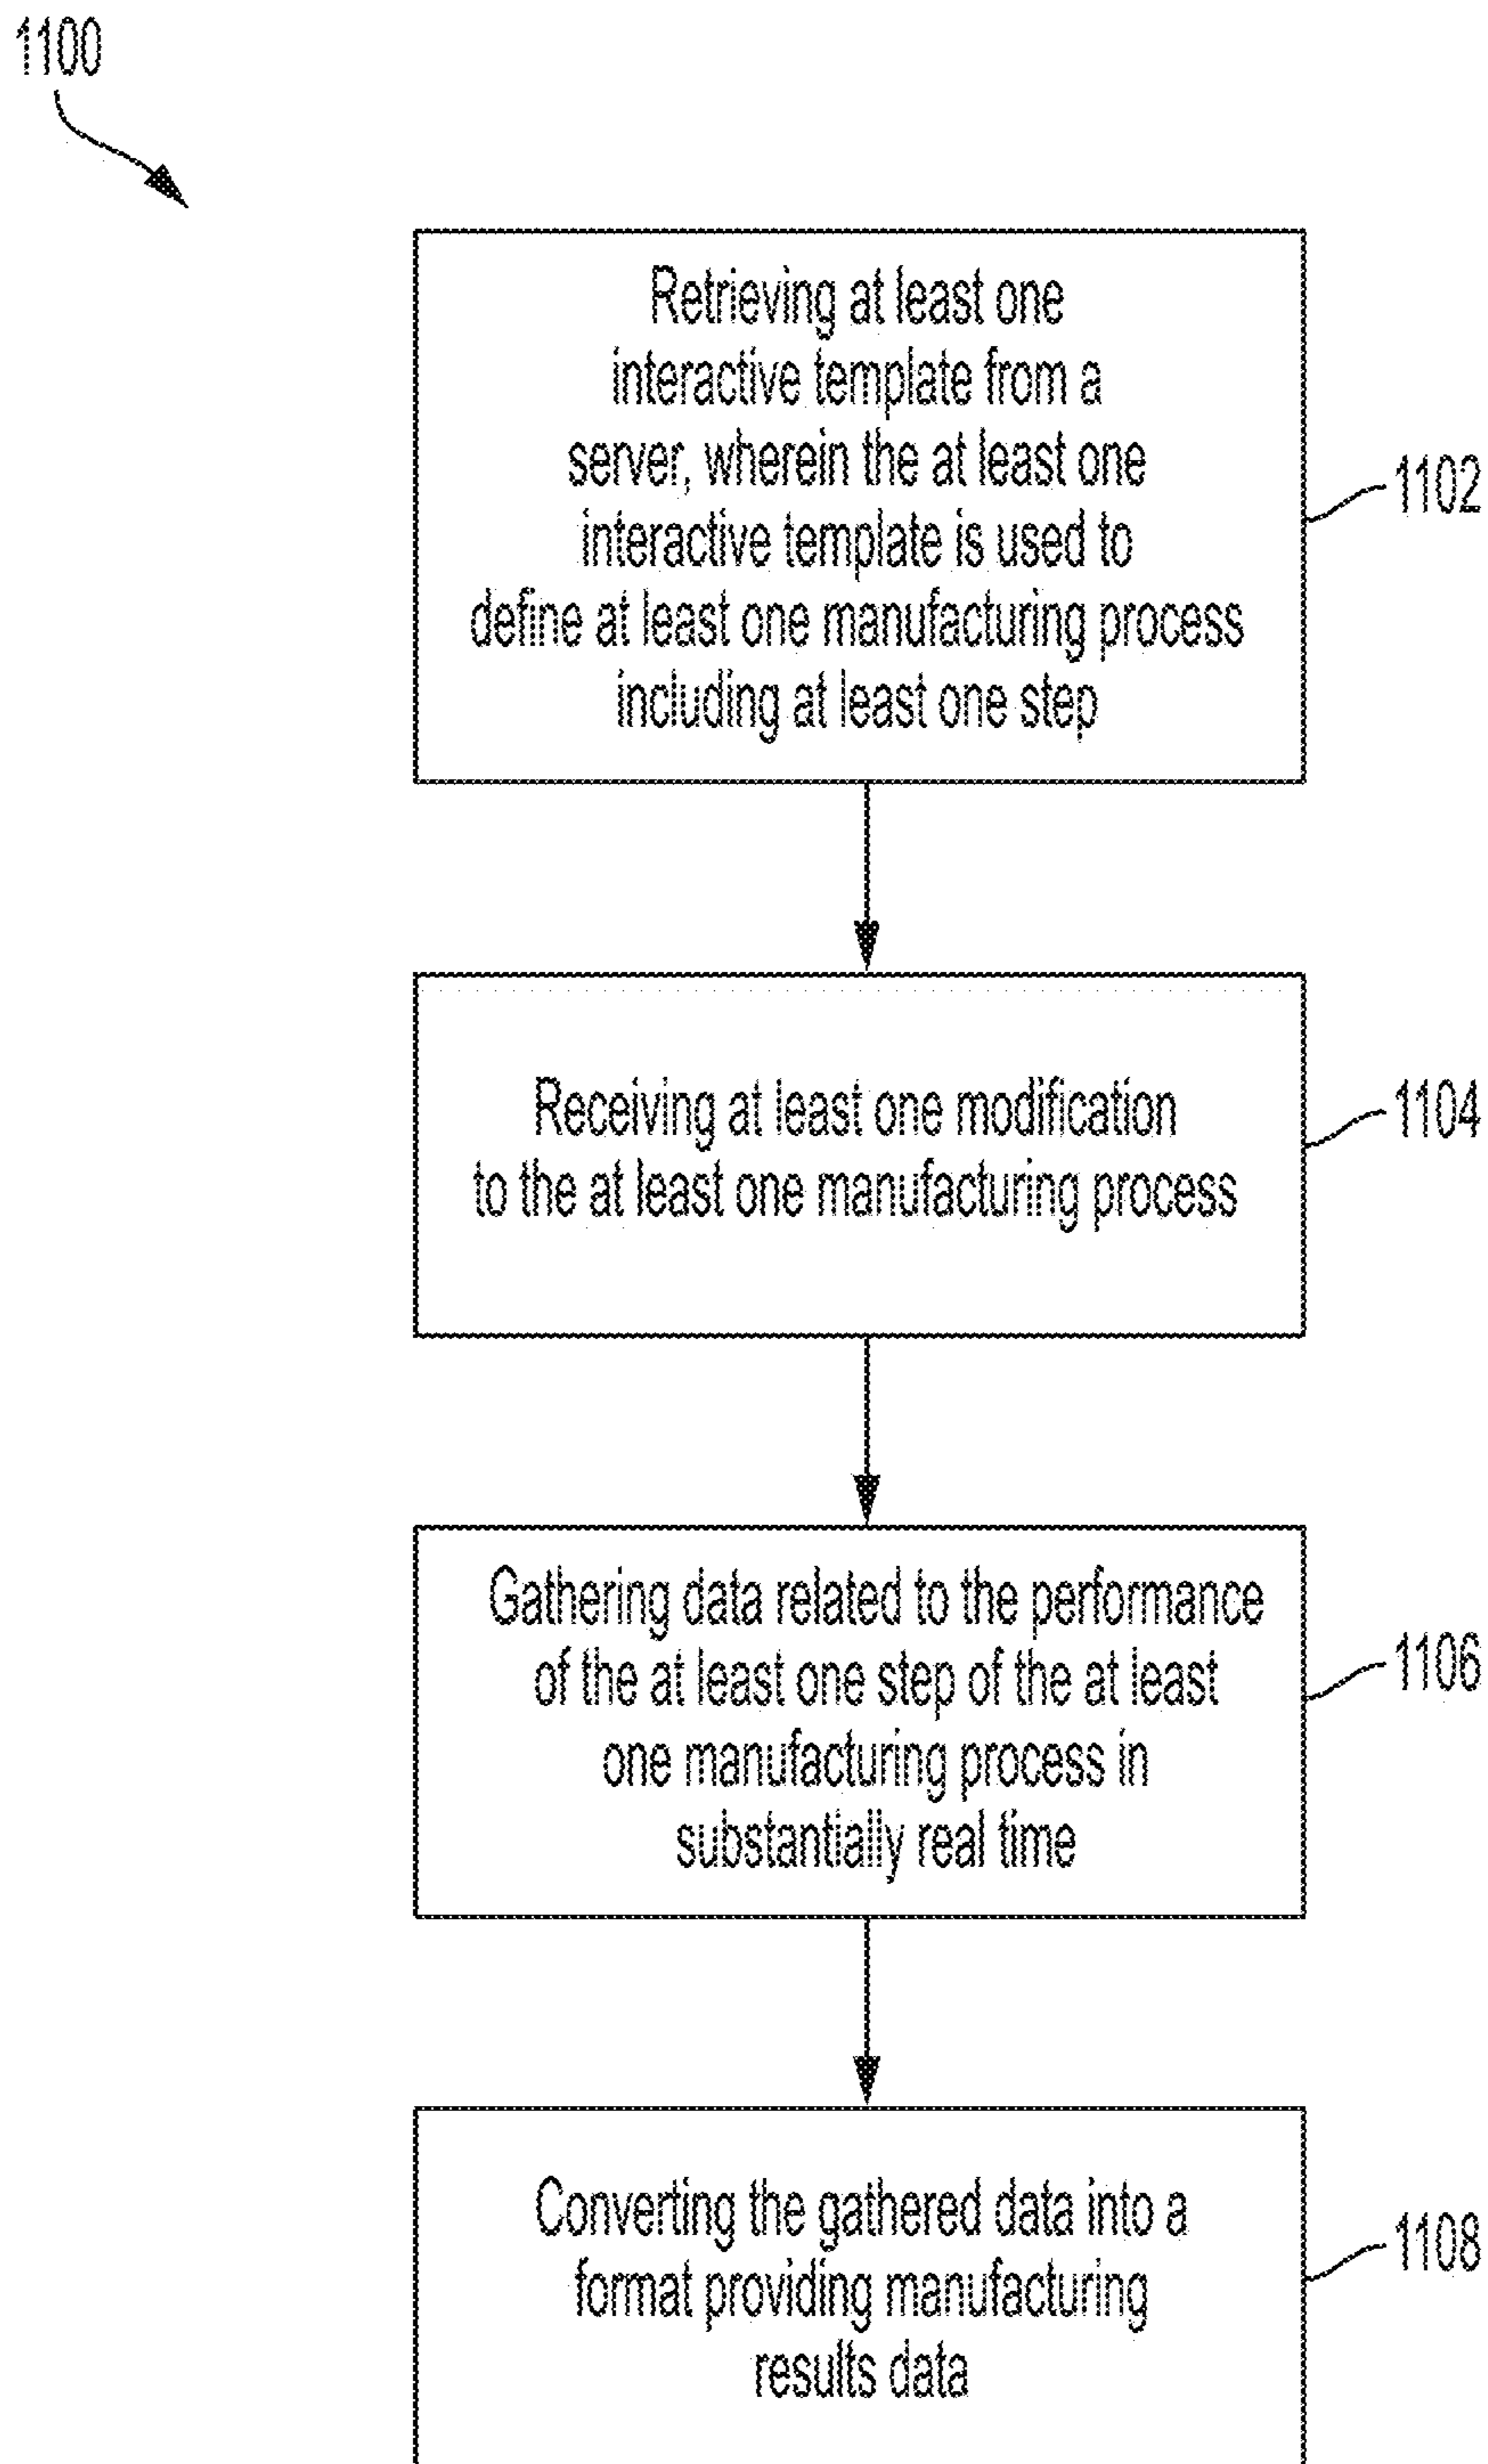 1100
Retrieving at least one
interactive template from a
server, wherein the at least one
interactive template is used to
define at least one manufacturing process
including at least one step
1102
Receiving at least one modification
to the at least one manufacturing process
1104
Gathering data related to the performance
of the at least one step of the at least
one manufacturing process in
substantially real time
1106
Converting the gathered data into a
format providing manufacturing
results data
1108